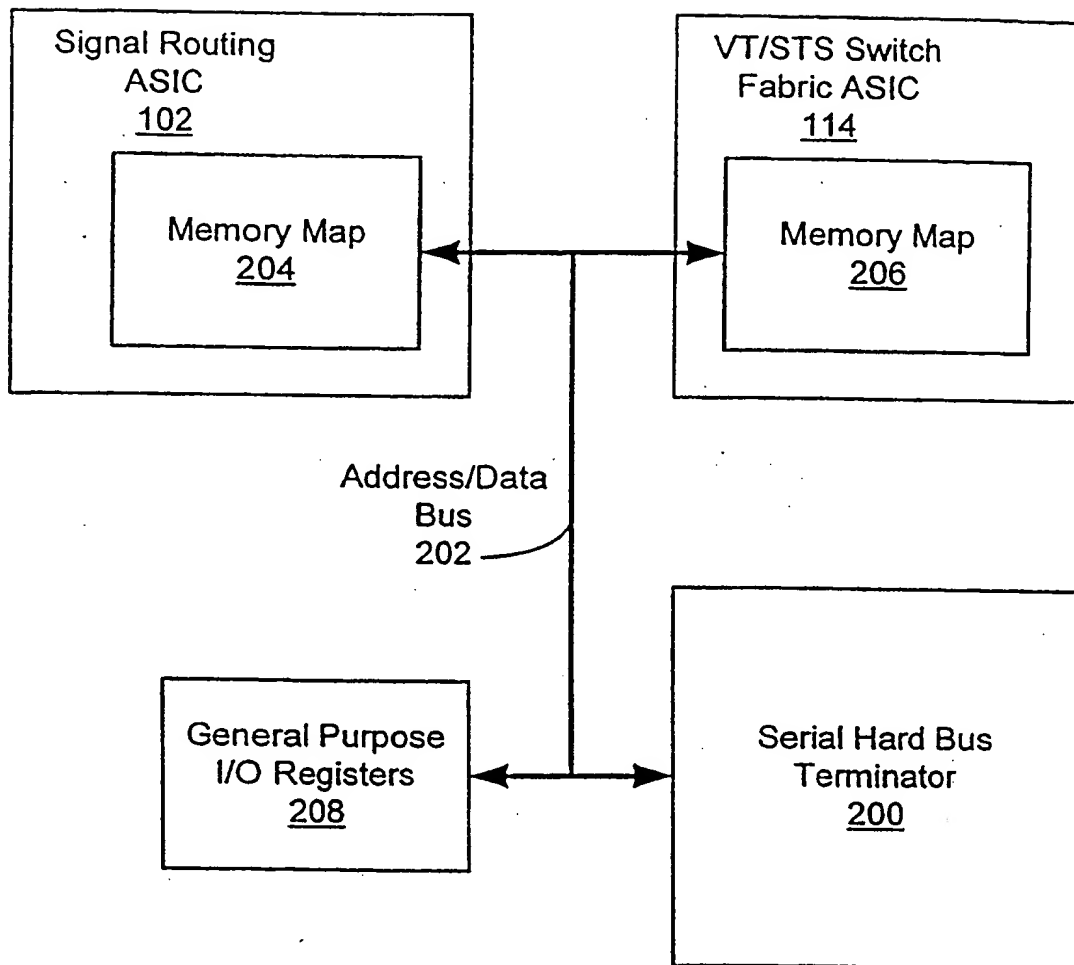 Signal Routing
ASIC
102
Memory Map
204
VT/STS Switch
Fabric ASIC
114
Memory Map
206
Address/Data
Bus
202
General Purpose
I/O Registers
208
Serial Hard Bus
Terminator
200